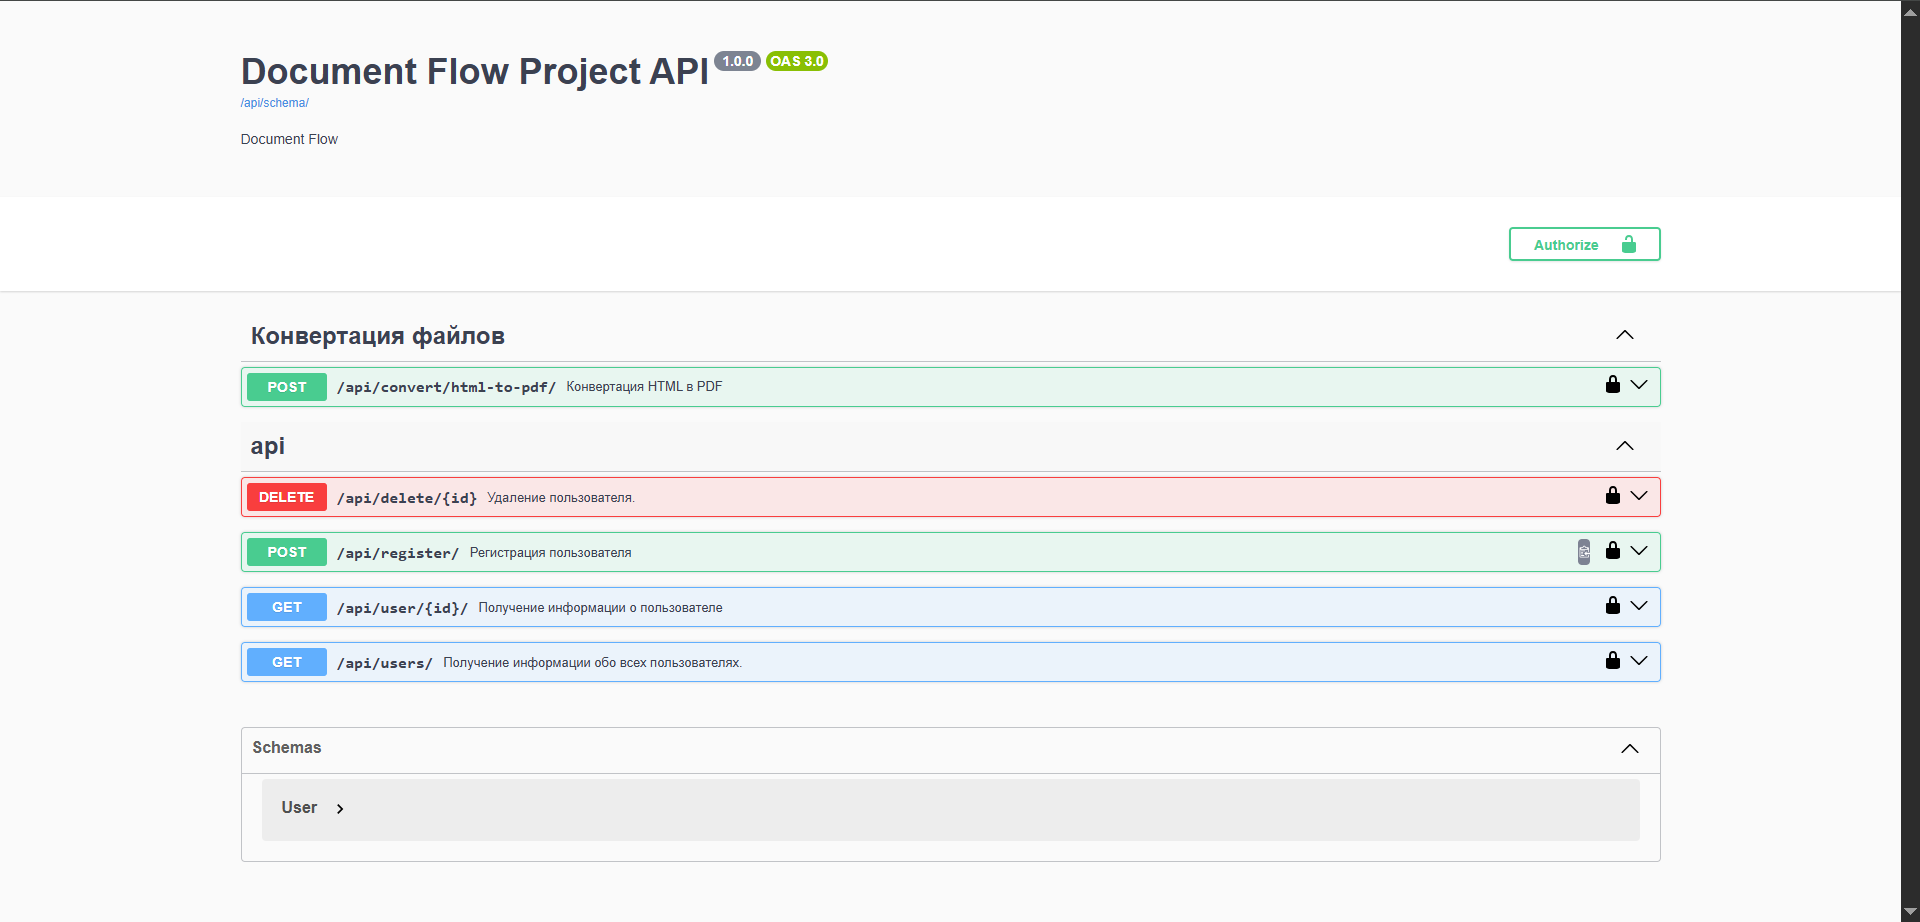 Document Flow Project API 1.0.0 OAS 3.0
/api/schema/
Document Flow
Authorize
Конвертация файлов
POST /api/convert/html-to-pdf/ Конвертация HTML в PDF
api
DELETE /api/delete/{id} Удаление пользователя.
POST /api/register/ Регистрация пользователя
GET /api/user/{id}/ Получение информации о пользователе
GET /api/users/ Получение информации обо всех пользователях.
Schemas
User